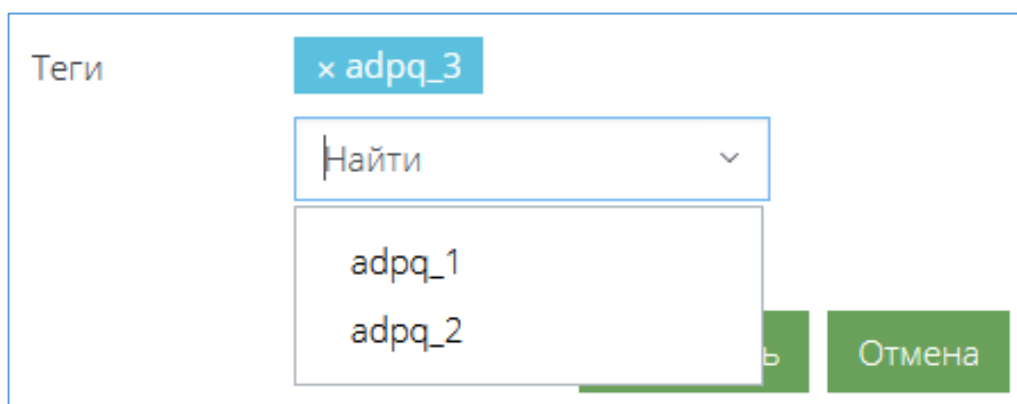 Теги
× adpq_3
Найти
adpq_1
adpq_2
Отмена